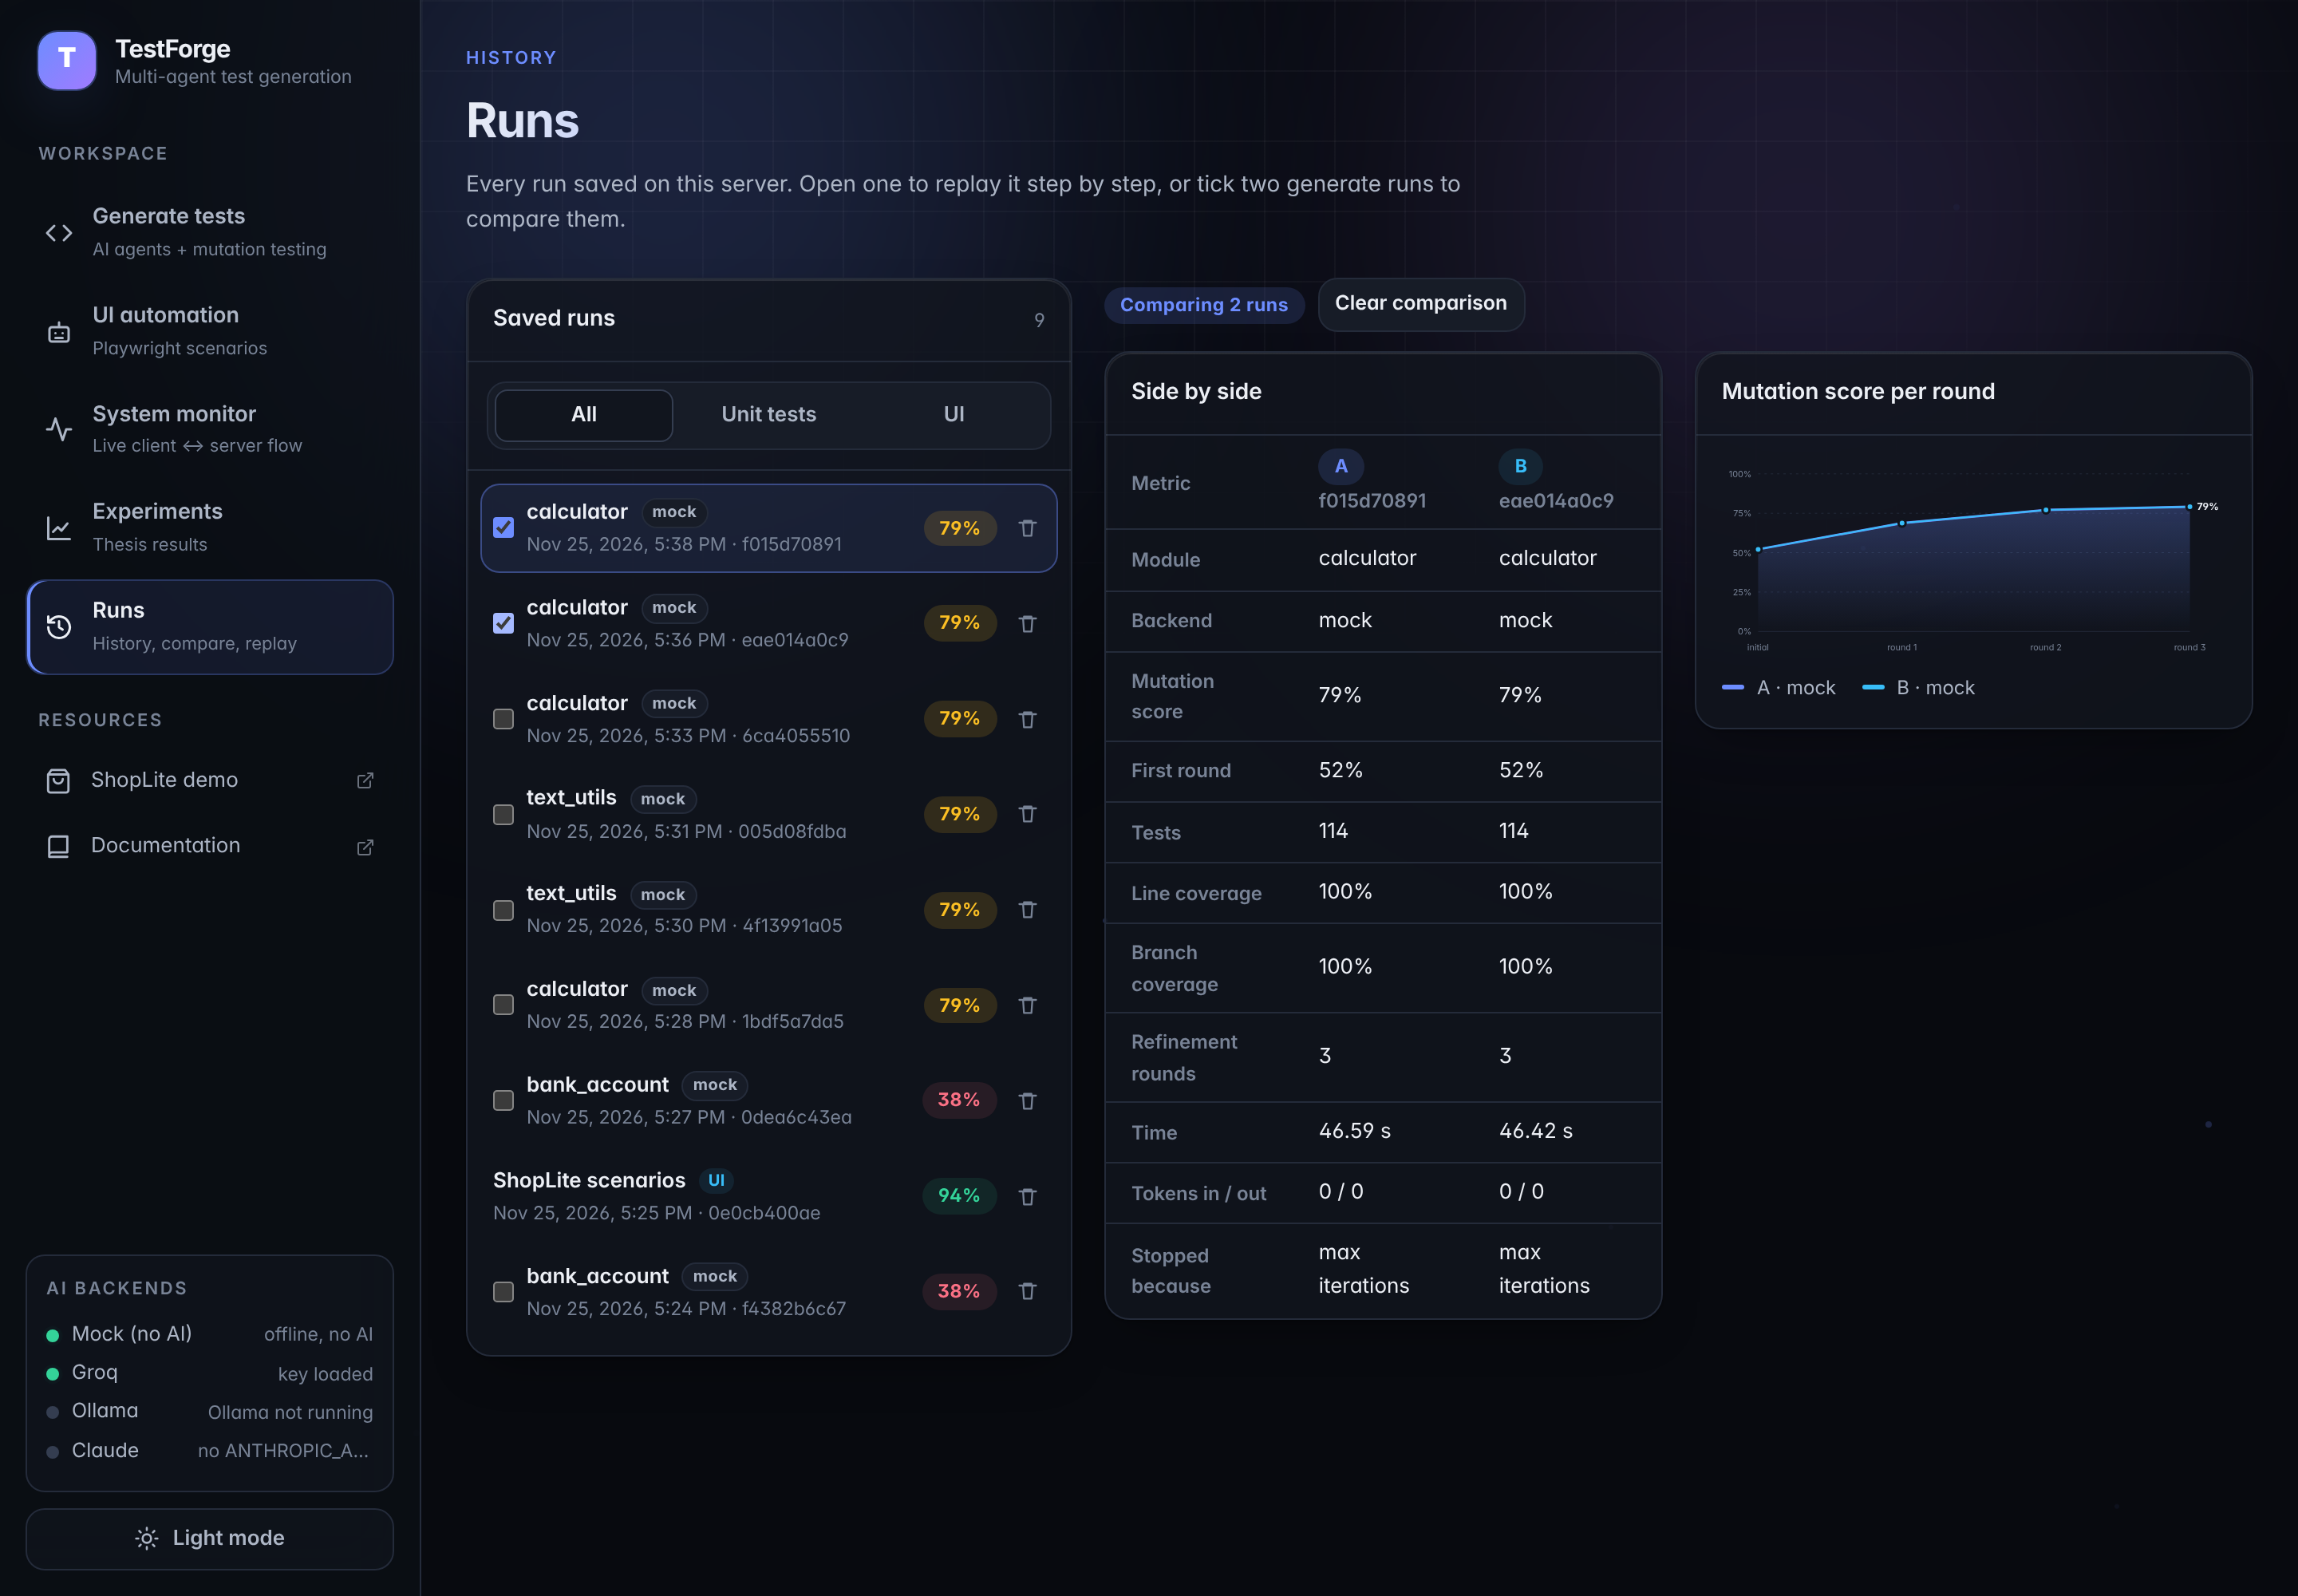 T
TestForge
Multi-agent test generation
WORKSPACE
Generate tests
AI agents + mutation testing
UI automation
Playwright scenarios
System monitor
Live client ↔ server flow
Experiments
Thesis results
Runs
History, compare, replay
RESOURCES
ShopLite demo
Documentation
AI BACKENDS
Mock (no AI) offline, no AI
Groq key loaded
Ollama Ollama not running
Claude no ANTHROPIC_A...
Light mode
HISTORY
Runs
Every run saved on this server. Open one to replay it step by step, or tick two generate runs to
compare them.
Saved runs 9
All Unit tests UI
calculator mock 79%
Nov 25, 2026, 5:38 PM · f015d70891
calculator mock 79%
Nov 25, 2026, 5:36 PM · eae014a0c9
calculator mock 79%
Nov 25, 2026, 5:33 PM · 6ca4055510
text_utils mock 79%
Nov 25, 2026, 5:31 PM · 005d08fdba
text_utils mock 79%
Nov 25, 2026, 5:30 PM · 4f13991a05
calculator mock 79%
Nov 25, 2026, 5:28 PM · 1bdf5a7da5
bank_account mock 38%
Nov 25, 2026, 5:27 PM · 0dea6c43ea
ShopLite scenarios UI 94%
Nov 25, 2026, 5:25 PM · 0e0cb400ae
bank_account mock 38%
Nov 25, 2026, 5:24 PM · f4382b6c67
Comparing 2 runs Clear comparison
Side by side
Metric A f015d70891 B eae014a0c9
Module calculator calculator
Backend mock mock
Mutation score 79% 79%
First round 52% 52%
Tests 114 114
Line coverage 100% 100%
Branch coverage 100% 100%
Refinement rounds 3 3
Time 46.59 s 46.42 s
Tokens in / out 0 / 0 0 / 0
Stopped because max iterations max iterations
Mutation score per round
100%
75%
50%
25%
0%
79%
initial round 1 round 2 round 3
A · mock B · mock